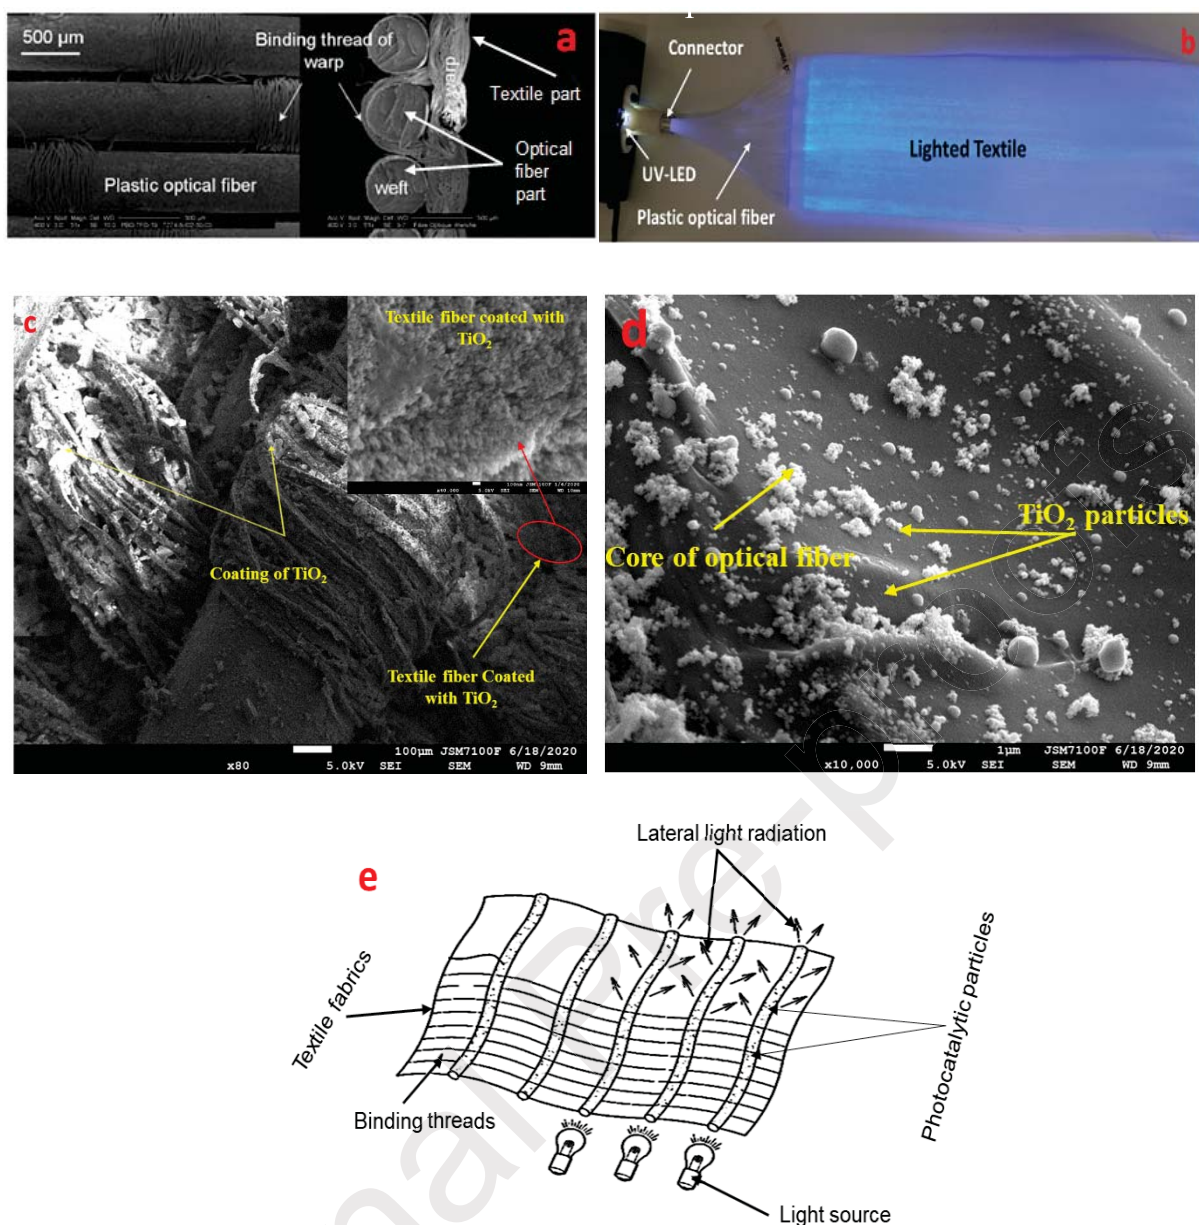 500 µm
Binding thread of
warp
a
warp
Textile part
Optical
fiber
part
Plastic optical fiber
weft
b
Connector
UV-LED
Plastic optical fiber
Lighted Textile
c
Textile fiber coated with
TiO₂
Coating of TiO₂
Textile fiber Coated
with TiO₂
100µm JSM7100F 6/18/2020
x80 5.0kV SEI SEM WD 9mm
d
TiO₂ particles
Core of optical fiber
1µm JSM7100F 6/18/2020
x10,000 5.0kV SEI SEM WD 9mm
e
Lateral light radiation
Textile fabrics
Photocatalytic particles
Binding threads
Light source